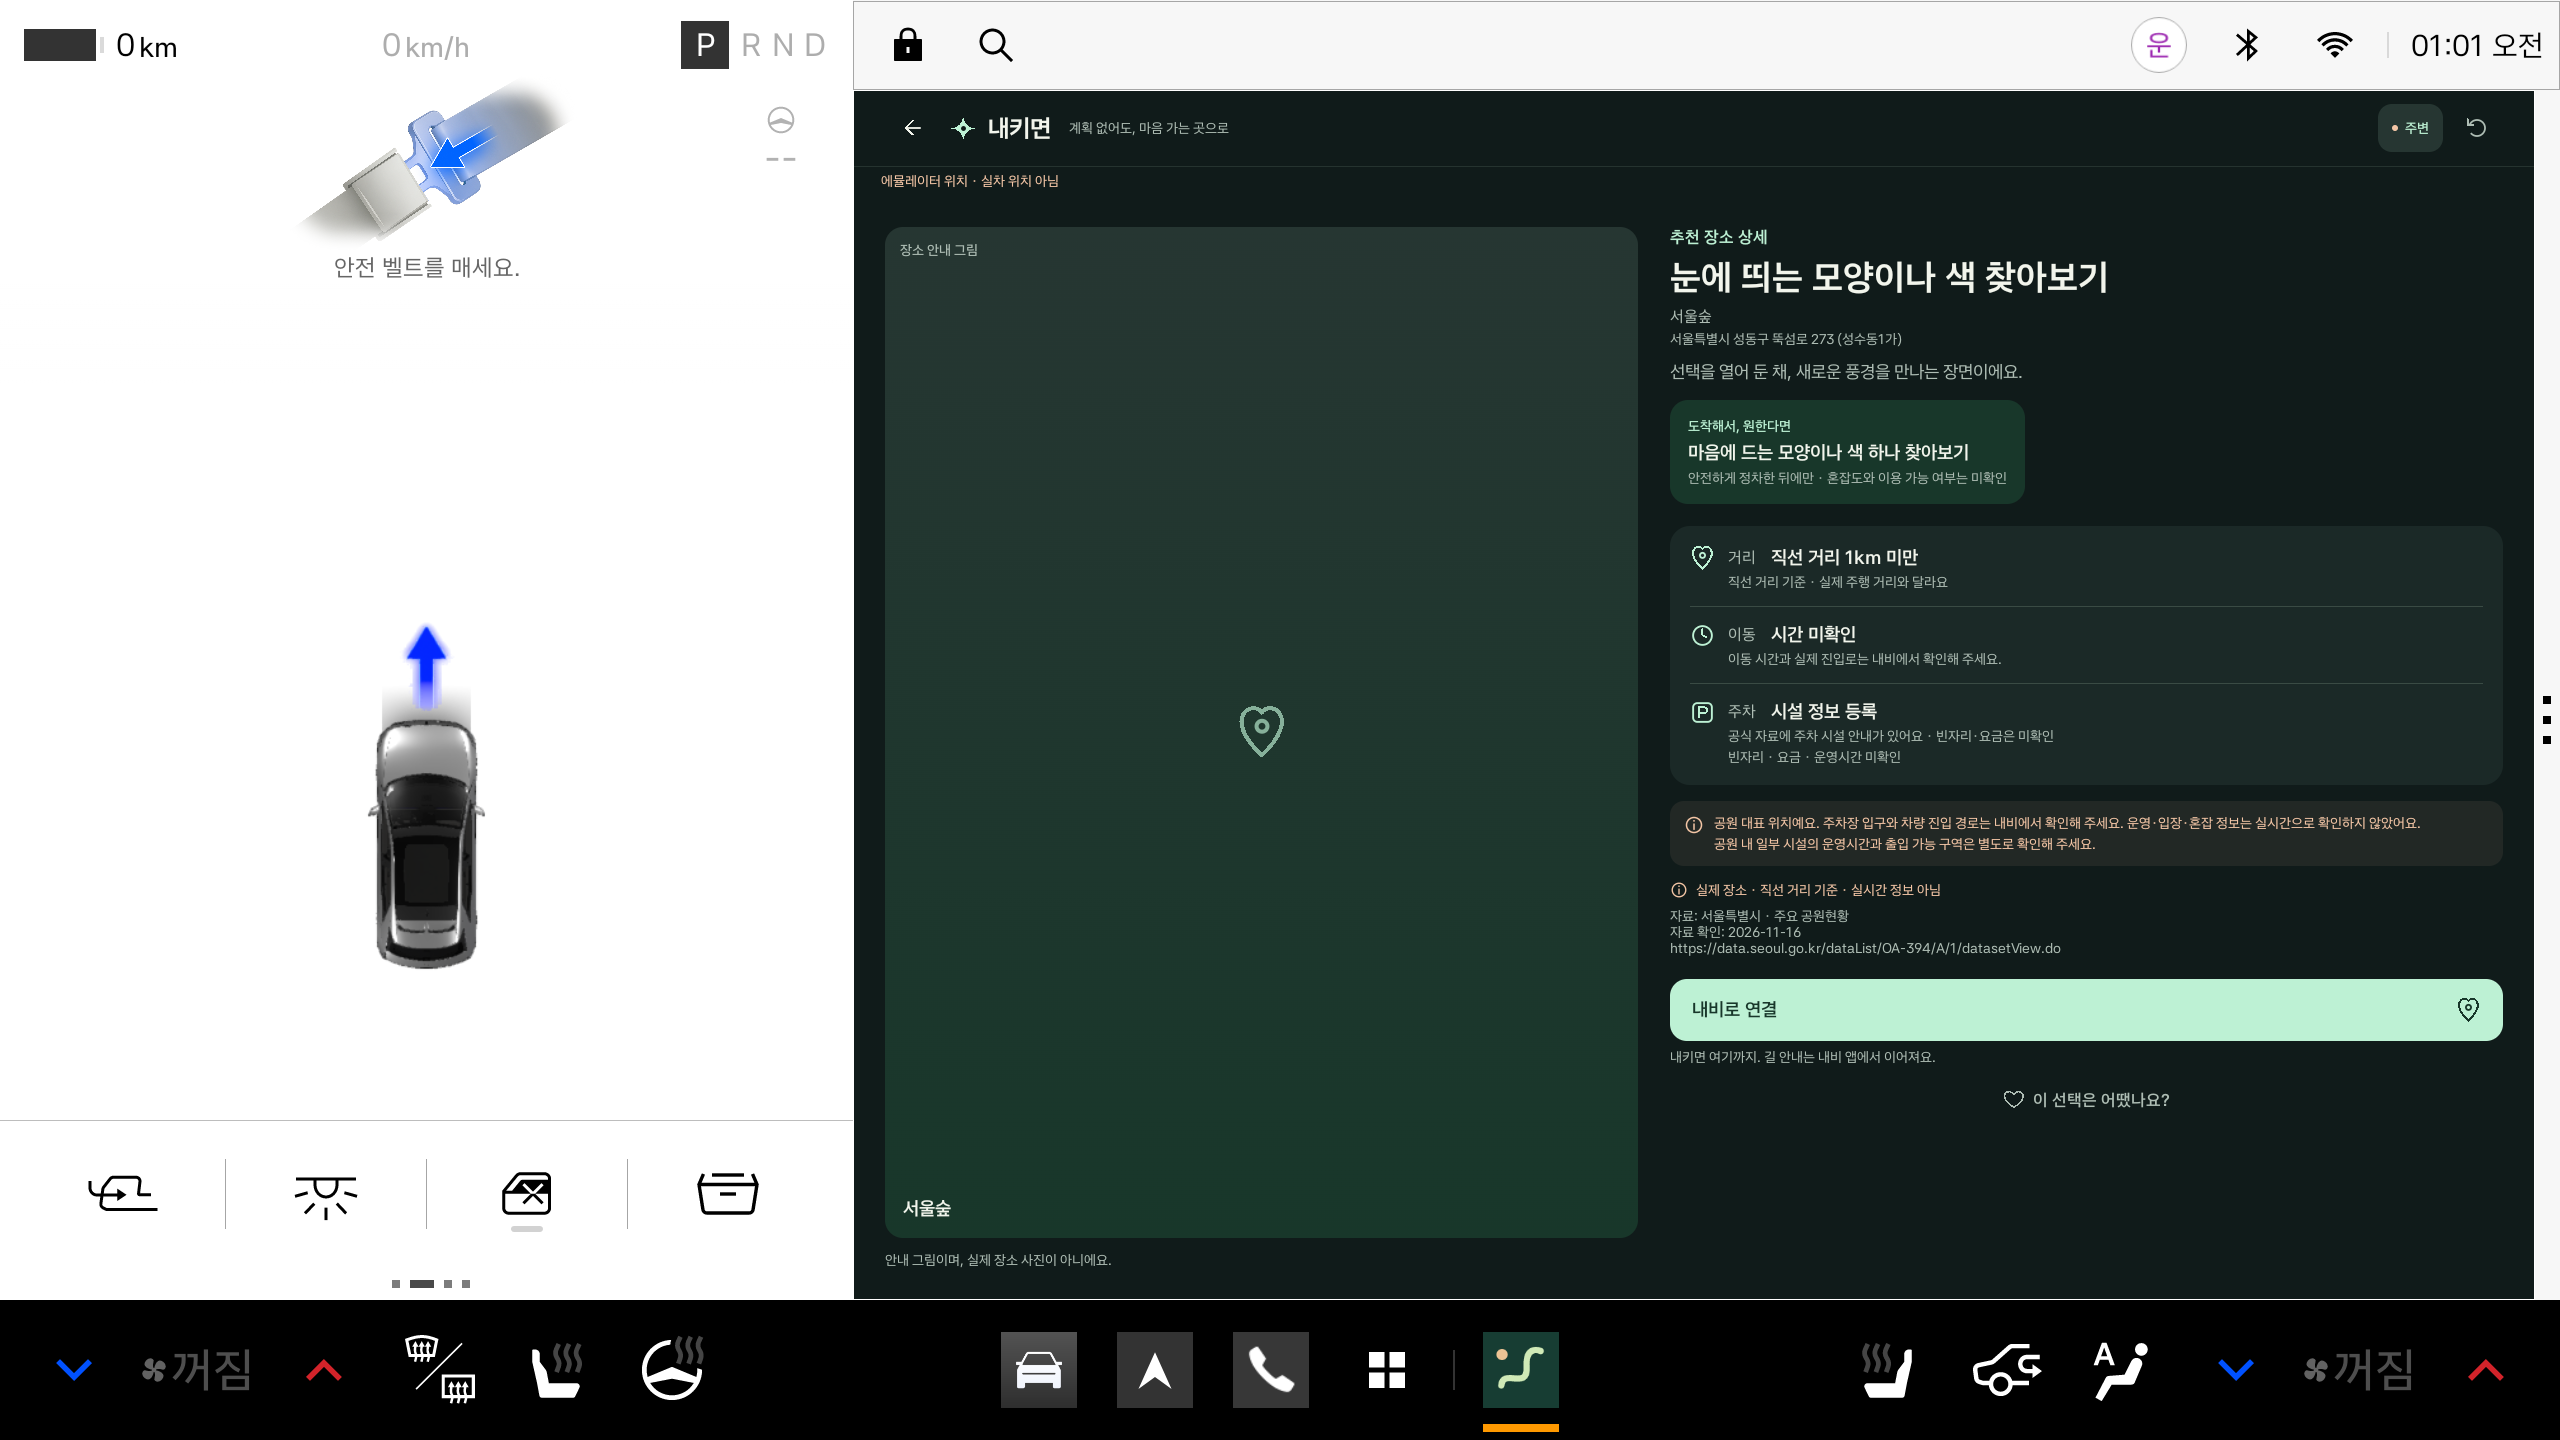 0 km
0 km/h
P R N D
운
01:01 오전
안전 벨트를 매세요.
내키면
계획 없어도, 마음 가는 곳으로
주변
에뮬레이터 위치 · 실차 위치 아님
장소 안내 그림
서울숲
안내 그림이며, 실제 장소 사진이 아니에요.
추천 장소 상세
눈에 띄는 모양이나 색 찾아보기
서울숲
서울특별시 성동구 뚝섬로 273 (성수동1가)
선택을 열어 둔 채, 새로운 풍경을 만나는 장면이에요.
도착해서, 원한다면
마음에 드는 모양이나 색 하나 찾아보기
안전하게 정차한 뒤에만 · 혼잡도와 이용 가능 여부는 미확인
거리 직선 거리 1km 미만
직선 거리 기준 · 실제 주행 거리와 달라요
이동 시간 미확인
이동 시간과 실제 진입로는 내비에서 확인해 주세요.
P 주차 시설 정보 등록
공식 자료에 주차 시설 안내가 있어요 · 빈자리·요금은 미확인
빈자리 · 요금 · 운영시간 미확인
공원 대표 위치예요. 주차장 입구와 차량 진입 경로는 내비에서 확인해 주세요. 운영·입장·혼잡 정보는 실시간으로 확인하지 않았어요.
공원 내 일부 시설의 운영시간과 출입 가능 구역은 별도로 확인해 주세요.
실제 장소 · 직선 거리 기준 · 실시간 정보 아님
자료: 서울특별시 · 주요 공원현황
자료 확인: 2026-11-16
https://data.seoul.go.kr/dataList/OA-394/A/1/datasetView.do
내비로 연결
내키면 여기까지. 길 안내는 내비 앱에서 이어져요.
이 선택은 어땠나요?
꺼짐
A
꺼짐